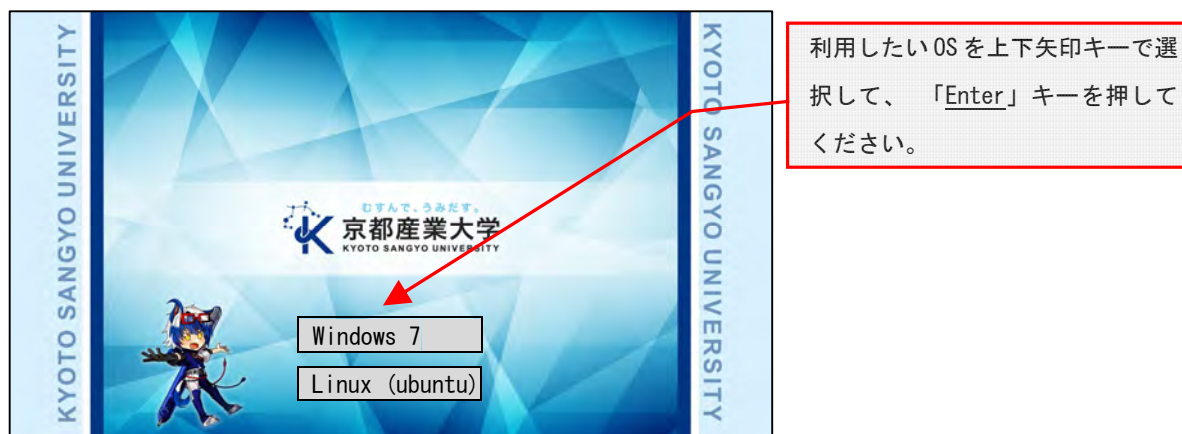 KYOTO SANGYO UNIVERSITY
むすんで、うみだす。
京都産業大学
KYOTO SANGYO UNIVERSITY
Windows 7
Linux (ubuntu)
KYOTO SANGYO UNIVERSITY
利用したい OS を上下矢印キーで選
択して、 「Enter」キーを押して
ください。